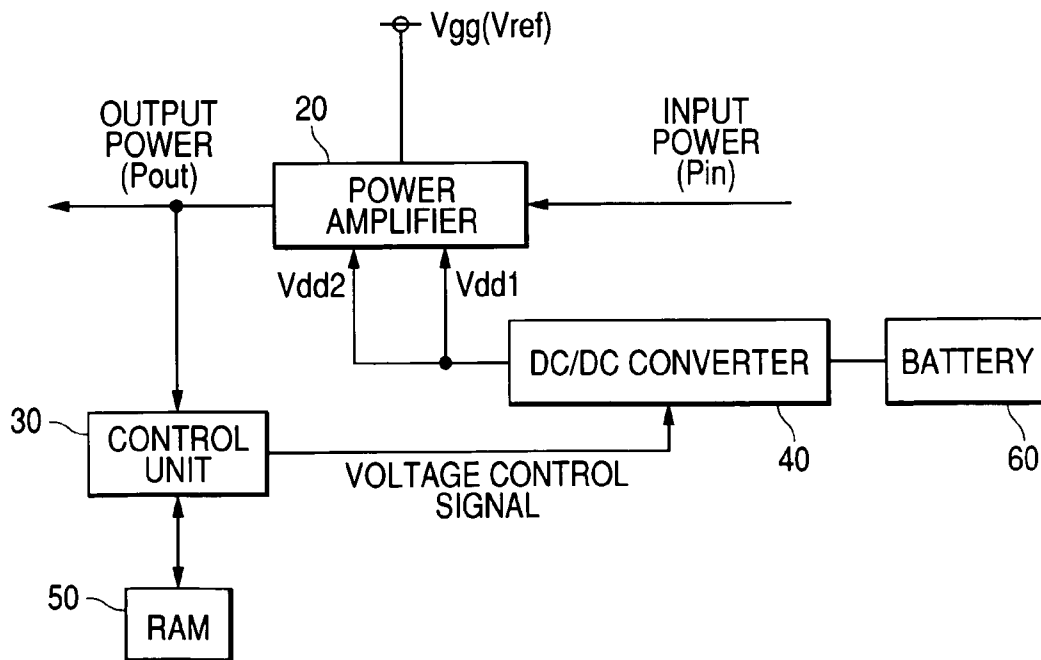 Vgg(Vref)
20
OUTPUT
POWER
(Pout)
INPUT
POWER
(Pin)
POWER
AMPLIFIER
Vdd2
Vdd1
DC/DC CONVERTER
BATTERY
30
CONTROL
UNIT
40
60
VOLTAGE CONTROL
SIGNAL
50
RAM